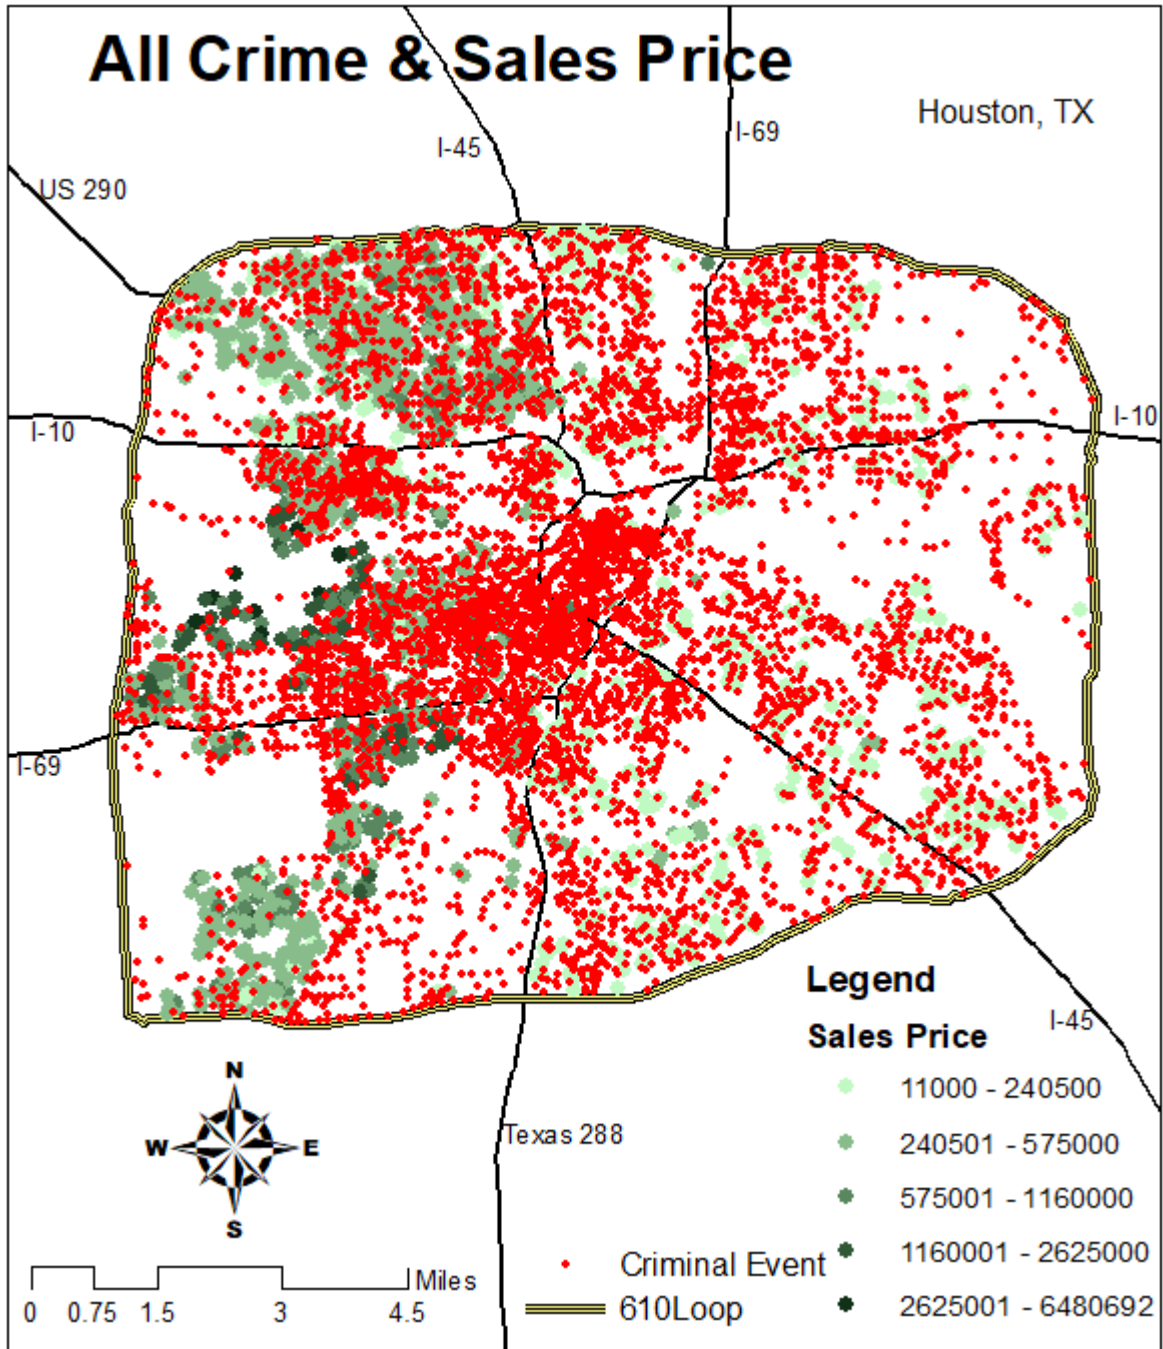 All Crime & Sales Price
Houston, TX
I-45
I-69
US 290
I-10
I-10
I-69
I-45
Texas 288
N
W E
S
Miles
0 0.75 1.5 3 4.5
Criminal Event
610Loop
Legend
Sales Price
11000 - 240500
240501 - 575000
575001 - 1160000
1160001 - 2625000
2625001 - 6480692